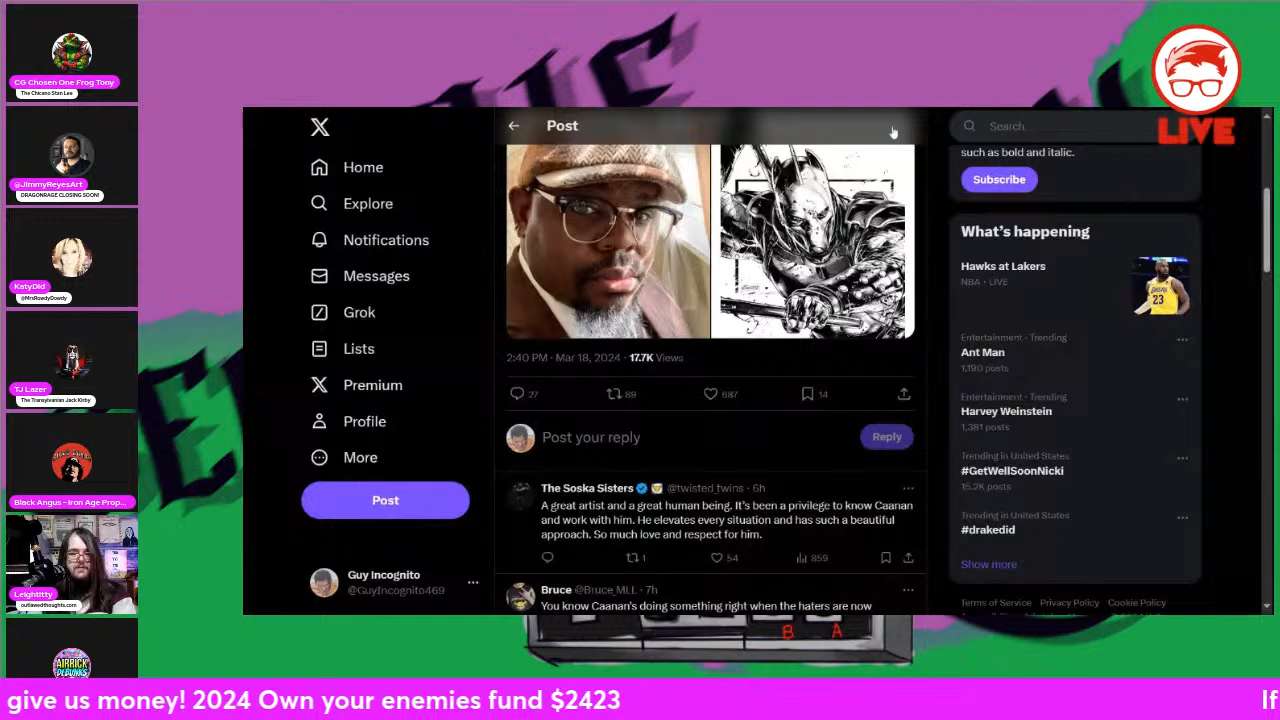 CG Chosen One Frog Tony
The Chicano Stan Lee
@JimmyReyesArt
DRAGONRAGE CLOSING SOON!
KatyDid
@MrsRowdyDowdy
TJ Lazer
The Transylvanian Jack Kirby
Black Angus - Iron Age Prop...
Leightitty
outlawedthoughts.com
AIRRICK
DEBUNKS
Home
Explore
Notifications
Messages
Grok
Lists
Premium
Profile
More
Post
Guy Incognito
@GuyIncognito469
Post
2:40 PM · Mar 18, 2024 · 17.7K Views
27 89 687 14
Post your reply
Reply
The Soska Sisters @twisted_twins · 6h
A great artist and a great human being. It's been a privilege to know Caanan
and work with him. He elevates every situation and has such a beautiful
approach. So much love and respect for him.
1 54 859
Bruce @Bruce_MLL · 7h
You know Caanan's doing something right when the haters are now
B A
LIVE
Search
such as bold and italic.
Subscribe
What's happening
Hawks at Lakers
NBA · LIVE
23
Entertainment · Trending
Ant Man
1,190 posts
Entertainment · Trending
Harvey Weinstein
1,381 posts
Trending in United States
#GetWellSoonNicki
15.2K posts
Trending in United States
#drakedid
Show more
Terms of Service Privacy Policy Cookie Policy
give us money! 2024 Own your enemies fund $2423
If